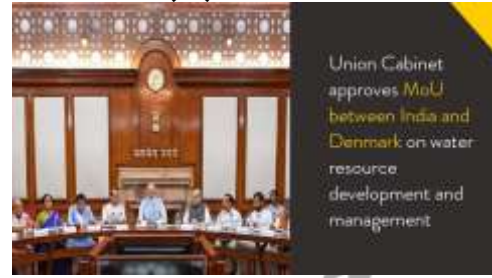 Union Cabinet
approves MoU
between India and
Denmark on water
resource
development and
management